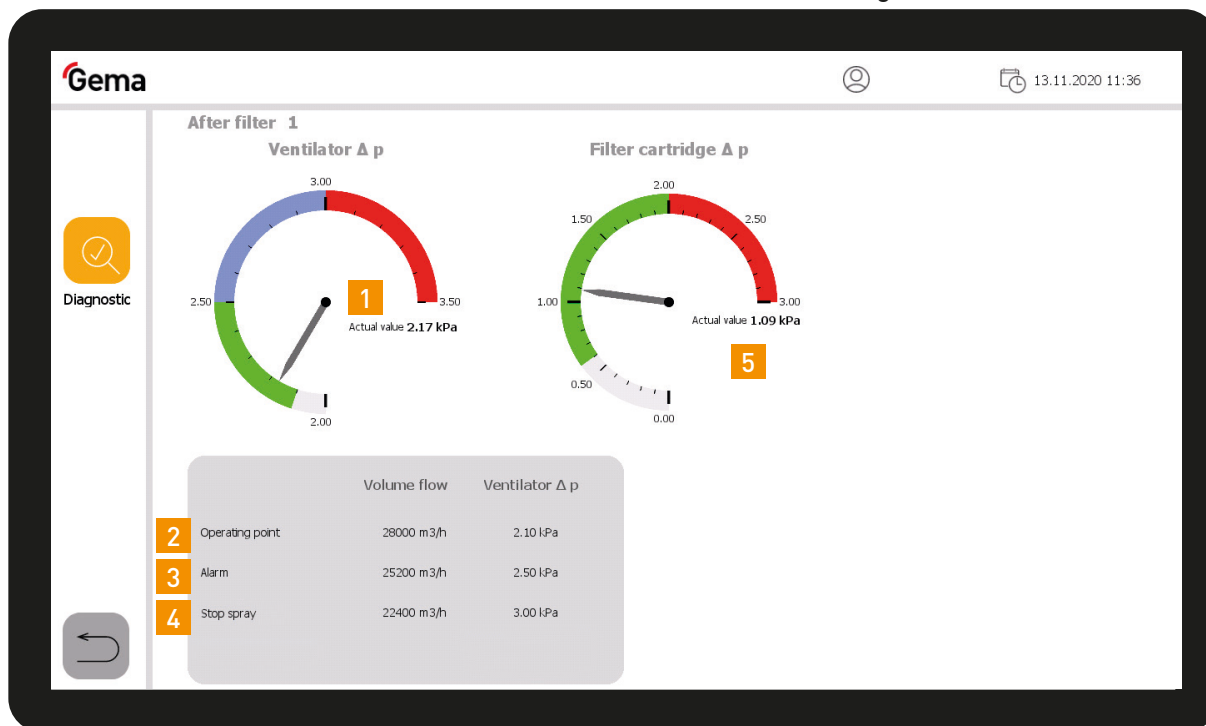 Gema
13.11.2020 11:36
After filter 1
Ventilator Δ p
Filter cartridge Δ p
3.00
2.50
3.50
2.00
1
Actual value 2.17 kPa
2.00
1.50
2.50
1.00
3.00
0.50
0.00
Actual value 1.09 kPa
5
Diagnostic
Volume flow Ventilator Δ p
2 Operating point 28000 m3/h 2.10 kPa
3 Alarm 25200 m3/h 2.50 kPa
4 Stop spray 22400 m3/h 3.00 kPa